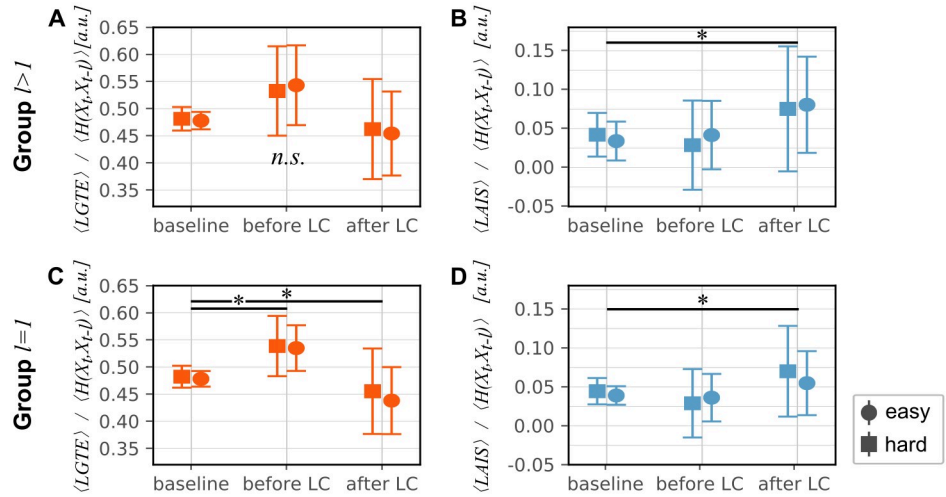 A
B
Group l>1
⟨LGTE⟩ / ⟨H(Xt,Xt-l)⟩ [a.u.]
0.65
0.60
0.55
0.50
0.45
0.40
0.35
n.s.
baseline before LC after LC
⟨LAIS⟩ / ⟨H(Xt,Xt-l)⟩ [a.u.]
0.15
0.10
0.05
0.00
-0.05
*
baseline before LC after LC
C
D
Group l=1
⟨LGTE⟩ / ⟨H(Xt,Xt-l)⟩ [a.u.]
0.65
0.60
0.55
0.50
0.45
0.40
0.35
*
*
baseline before LC after LC
⟨LAIS⟩ / ⟨H(Xt,Xt-l)⟩ [a.u.]
0.15
0.10
0.05
0.00
-0.05
*
baseline before LC after LC
easy
hard